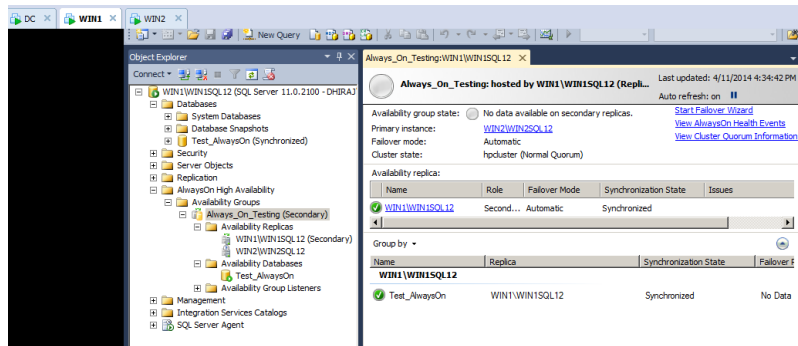 DC
WIN1
WIN2
New Query
Object Explorer
Connect
WIN1\WIN1SQL12 (SQL Server 11.0.2100 - DHIRAJ
Databases
System Databases
Database Snapshots
Test_AlwaysOn (Synchronized)
Security
Server Objects
Replication
AlwaysOn High Availability
Availability Groups
Always_On_Testing (Secondary)
Availability Replicas
WIN1\WIN1SQL12 (Secondary)
WIN2\WIN2SQL12
Availability Databases
Test_AlwaysOn
Availability Group Listeners
Management
Integration Services Catalogs
SQL Server Agent
Always_On_Testing:WIN1\WIN1SQL12
Always_On_Testing: hosted by WIN1\WIN1SQL12 (Repli...
Last updated: 4/11/2014 4:34:42 PM
Auto refresh: on
Availability group state: No data available on secondary replicas.
Primary instance: WIN2\WIN2SQL12
Failover mode: Automatic
Cluster state: hpcluster (Normal Quorum)
Start Failover Wizard
View AlwaysOn Health Events
View Cluster Quorum Information
Availability replica:
Name Role Failover Mode Synchronization State Issues
WIN1\WIN1SQL12 Second... Automatic Synchronized
Group by
Name Replica Synchronization State Failover R
WIN1\WIN1SQL12
Test_AlwaysOn WIN1\WIN1SQL12 Synchronized No Data